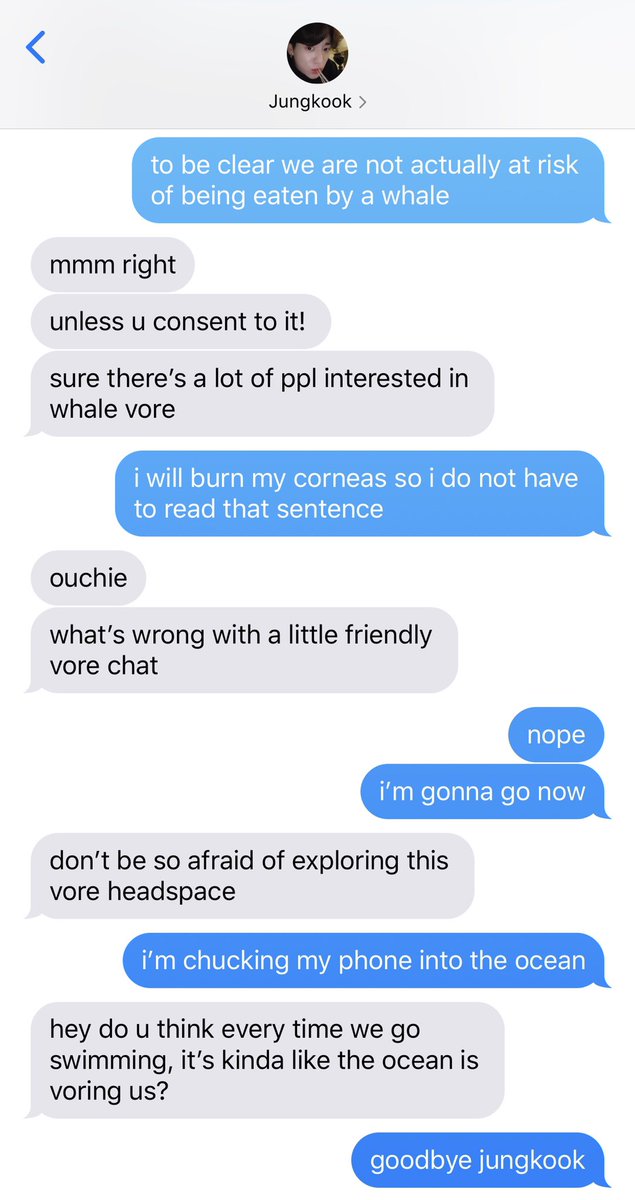 Jungkook
to be clear we are not actually at risk
of being eaten by a whale
mmm right
unless u consent to it!
sure there’s a lot of ppl interested in
whale vore
i will burn my corneas so i do not have
to read that sentence
ouchie
what’s wrong with a little friendly
vore chat
nope
i’m gonna go now
don’t be so afraid of exploring this
vore headspace
i’m chucking my phone into the ocean
hey do u think every time we go
swimming, it’s kinda like the ocean is
voring us?
goodbye jungkook